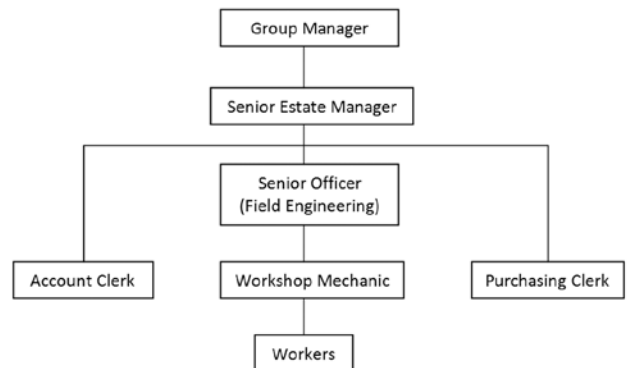 Group Manager
Senior Estate Manager
Senior Officer
(Field Engineering)
Account Clerk
Workshop Mechanic
Purchasing Clerk
Workers